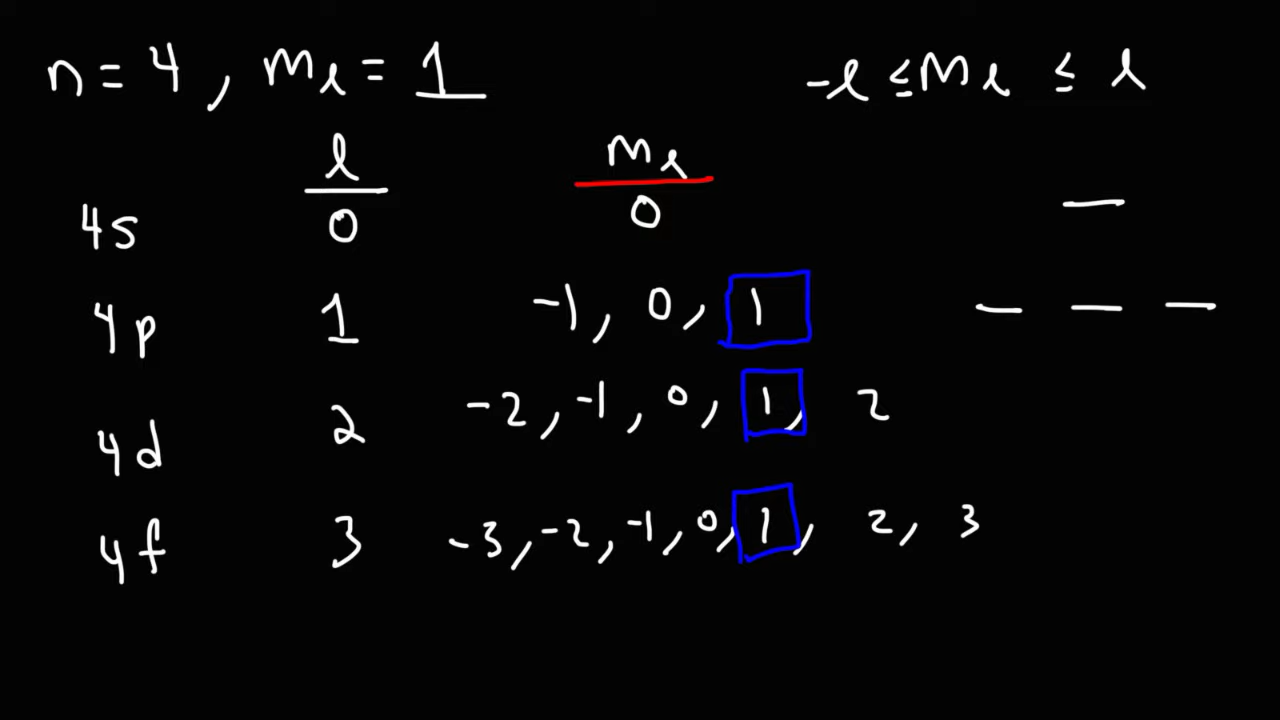 n = 4 , mℓ = 1 -ℓ ≤ mℓ ≤ ℓ
ℓ mℓ
4s 0 0
4p 1 -1, 0, 1
4d 2 -2, -1, 0, 1, 2
4f 3 -3, -2, -1, 0, 1, 2, 3